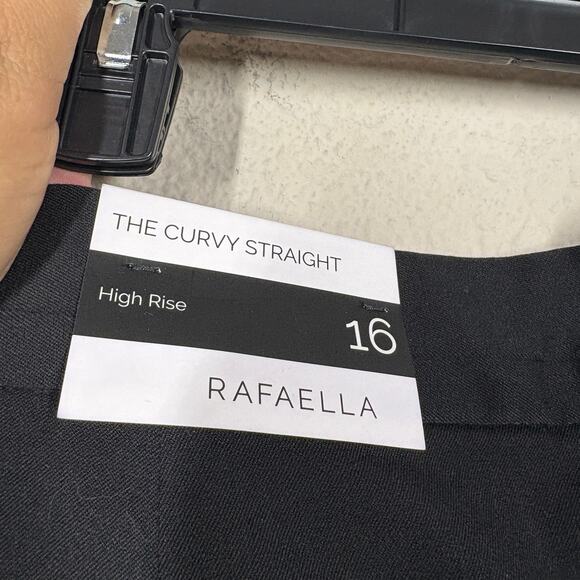 THE CURVY STRAIGHT
High Rise
16
RAFAELLA